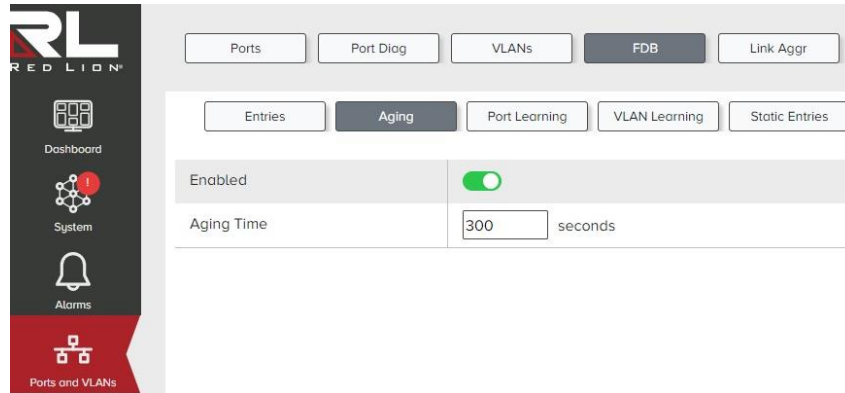 RL
RED LION®
Ports Port Diag VLANs FDB Link Aggr
Entries Aging Port Learning VLAN Learning Static Entries
Dashboard
Enabled
!
System
Aging Time 300 seconds
Alarms
Ports and VLANs